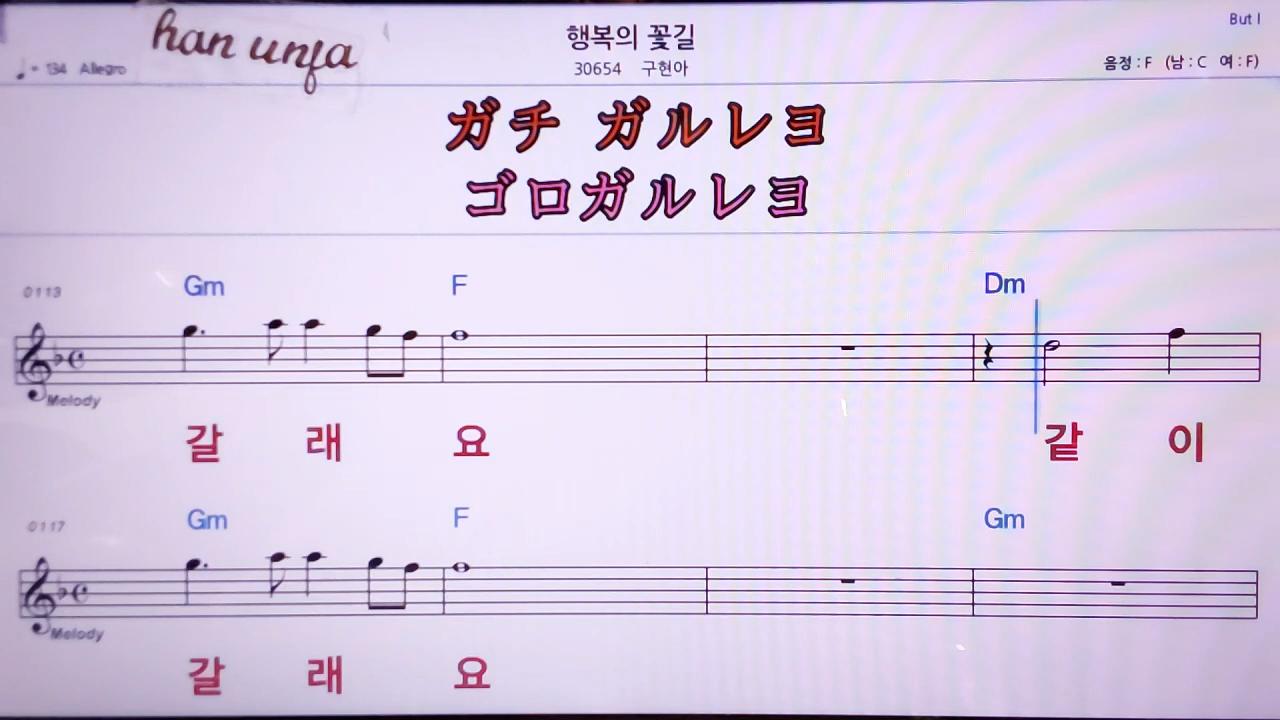 han unja
행복의 꽃길
But I
♩= 134 Allegro
30654 구현아
음정 : F (남 : C 여 : F)
ガチ ガルレヨ
ゴロガルレヨ
0113 Gm F Dm
Melody
갈 래 요 같 이
0117 Gm F Gm
Melody
갈 래 요